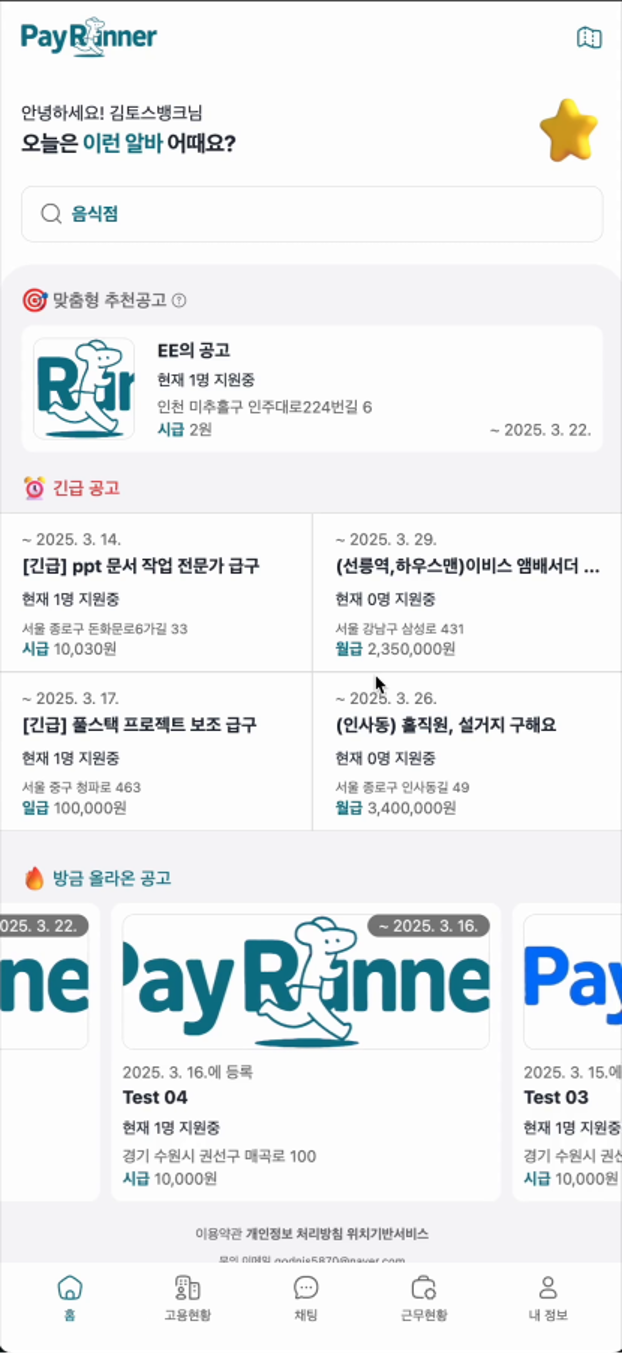 PayRunner
안녕하세요! 김토스뱅크님
오늘은 이런 알바 어때요?
음식점
맞춤형 추천공고 ?
Run
EE의 공고
현재 1명 지원중
인천 미추홀구 인주대로224번길 6
시급 2원
~ 2025. 3. 22.
긴급 공고
~ 2025. 3. 14.
[긴급] ppt 문서 작업 전문가 급구
현재 1명 지원중
서울 종로구 돈화문로6가길 33
시급 10,030원
~ 2025. 3. 29.
(선릉역,하우스맨)이비스 앰배서더 ...
현재 0명 지원중
서울 강남구 삼성로 431
월급 2,350,000원
~ 2025. 3. 17.
[긴급] 풀스택 프로젝트 보조 급구
현재 1명 지원중
서울 중구 청파로 463
일급 100,000원
~ 2025. 3. 26.
(인사동) 홀직원, 설거지 구해요
현재 0명 지원중
서울 종로구 인사동길 49
월급 3,400,000원
방금 올라온 공고
025. 3. 22.
ne
~ 2025. 3. 16.
PayRunne
2025. 3. 16.에 등록
Test 04
현재 1명 지원중
경기 수원시 권선구 매곡로 100
시급 10,000원
Pay
2025. 3. 15.에
Test 03
현재 1명 지원중
경기 수원시 권선
시급 10,000원
이용약관 개인정보 처리방침 위치기반서비스
문의 이메일 godnis5870@naver.com
홈
고용현황
채팅
근무현황
내 정보